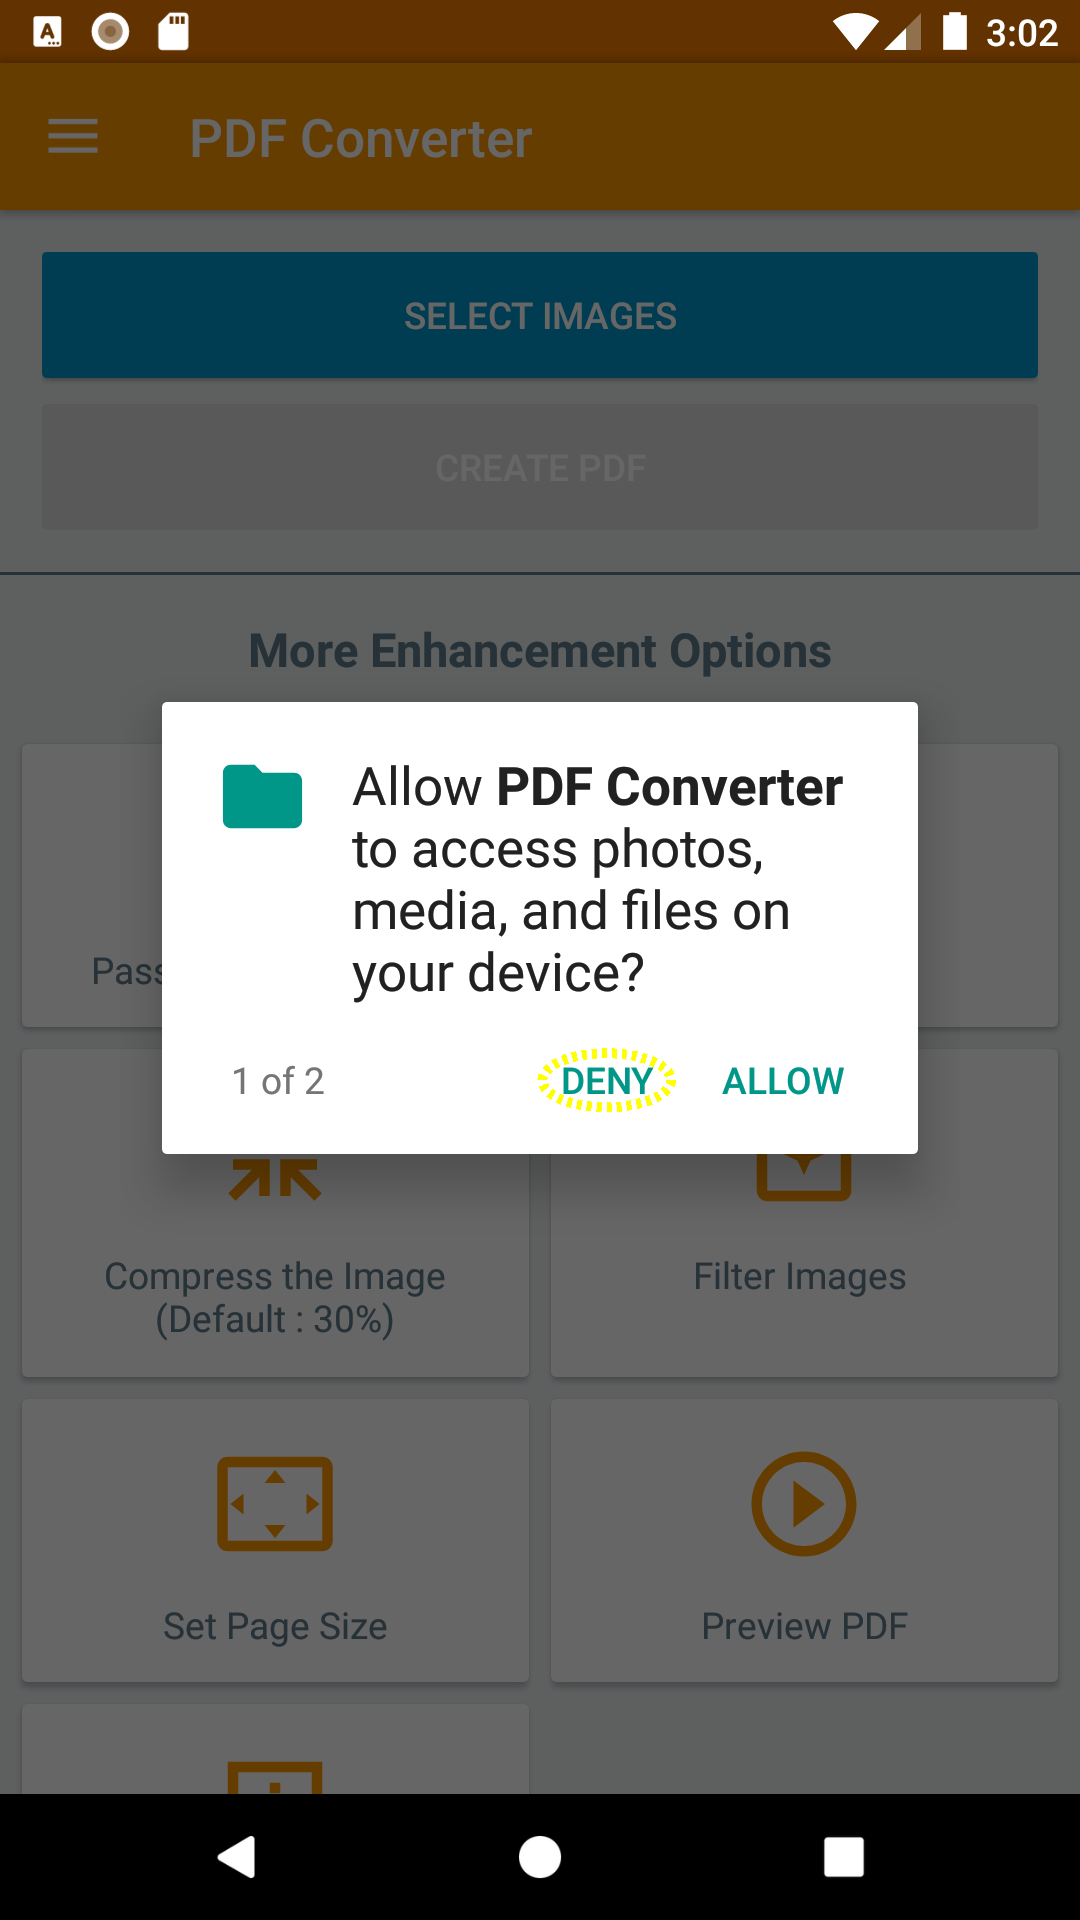 3:02
PDF Converter
SELECT IMAGES
CREATE PDF
More Enhancement Options
Allow PDF Converter
to access photos,
media, and files on
your device?
Pass
1 of 2
DENY
ALLOW
Compress the Image
(Default : 30%)
Filter Images
Set Page Size
Preview PDF